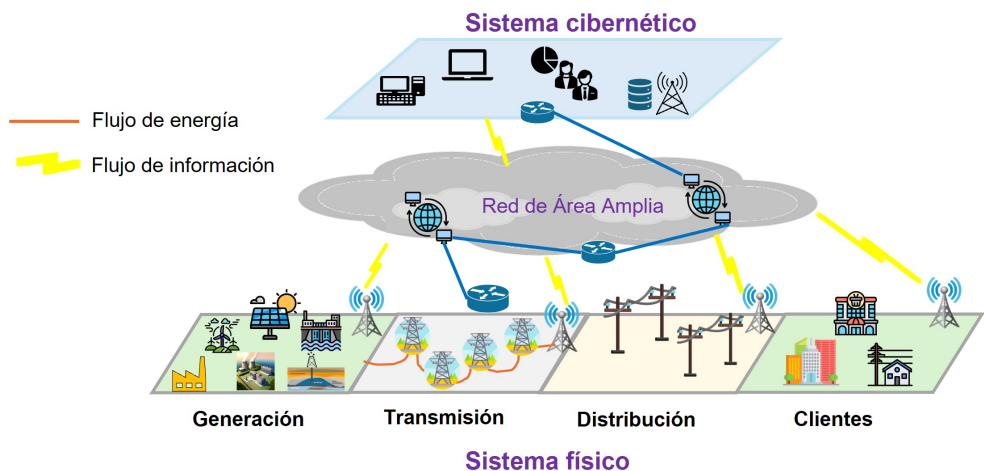 Sistema cibernético
Flujo de energía
Flujo de información
Red de Área Amplia
Generación
Transmisión
Distribución
Clientes
Sistema físico